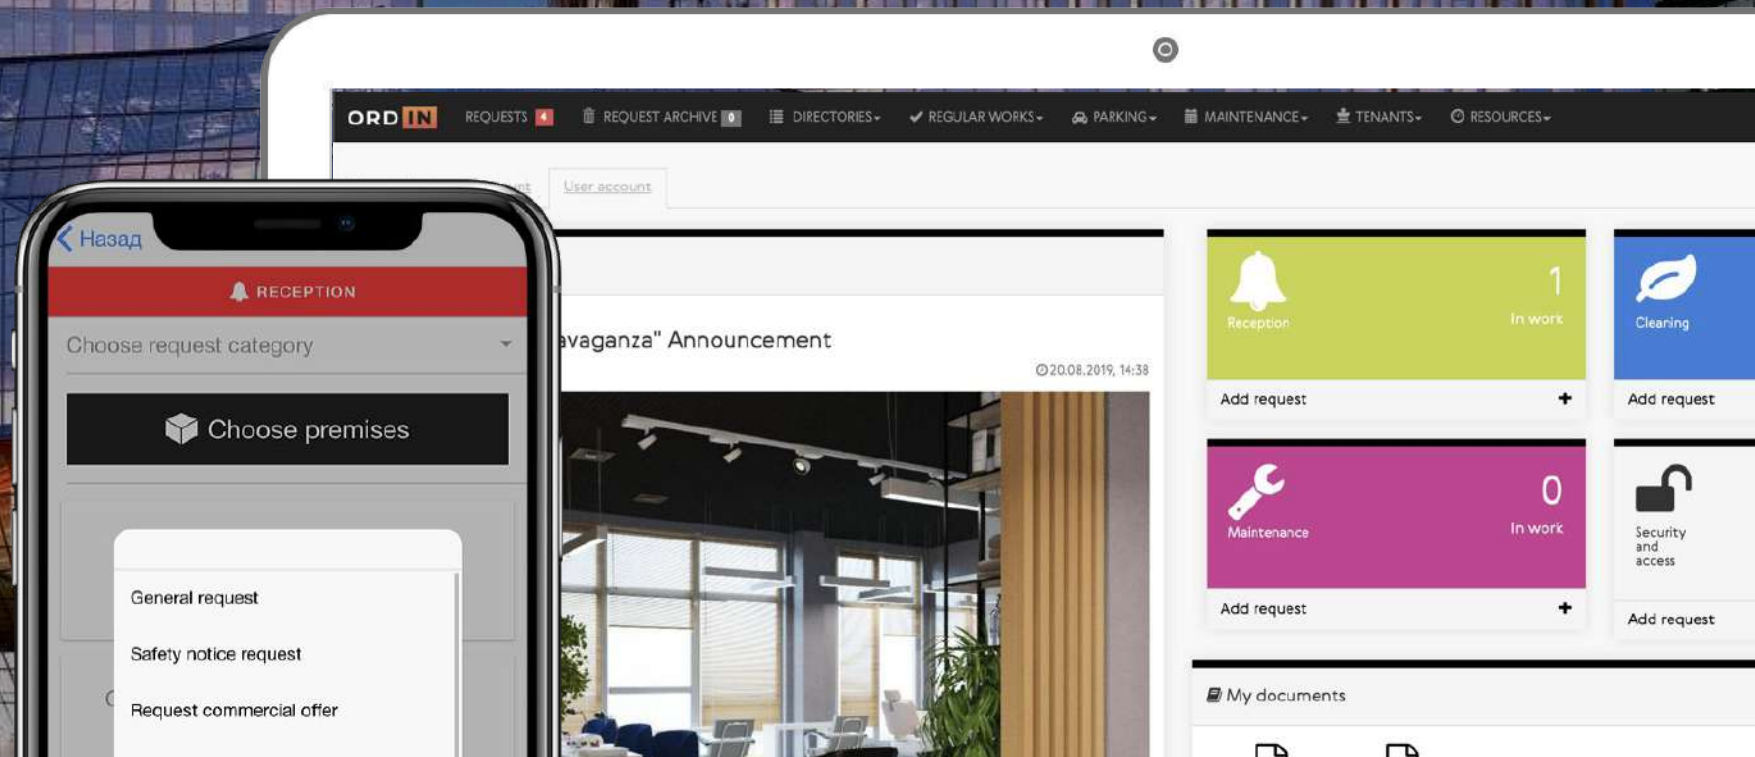 ORDIN
REQUESTS 4
REQUEST ARCHIVE 0
DIRECTORIES
REGULAR WORKS
PARKING
MAINTENANCE
TENANTS
RESOURCES
User account
Назад
RECEPTION
Choose request category
Choose premises
General request
Safety notice request
Request commercial offer
avaganza" Announcement
20.08.2019, 14:38
Reception
1
In work
Add request
Cleaning
Add request
Maintenance
0
In work
Add request
Security
and
access
Add request
My documents